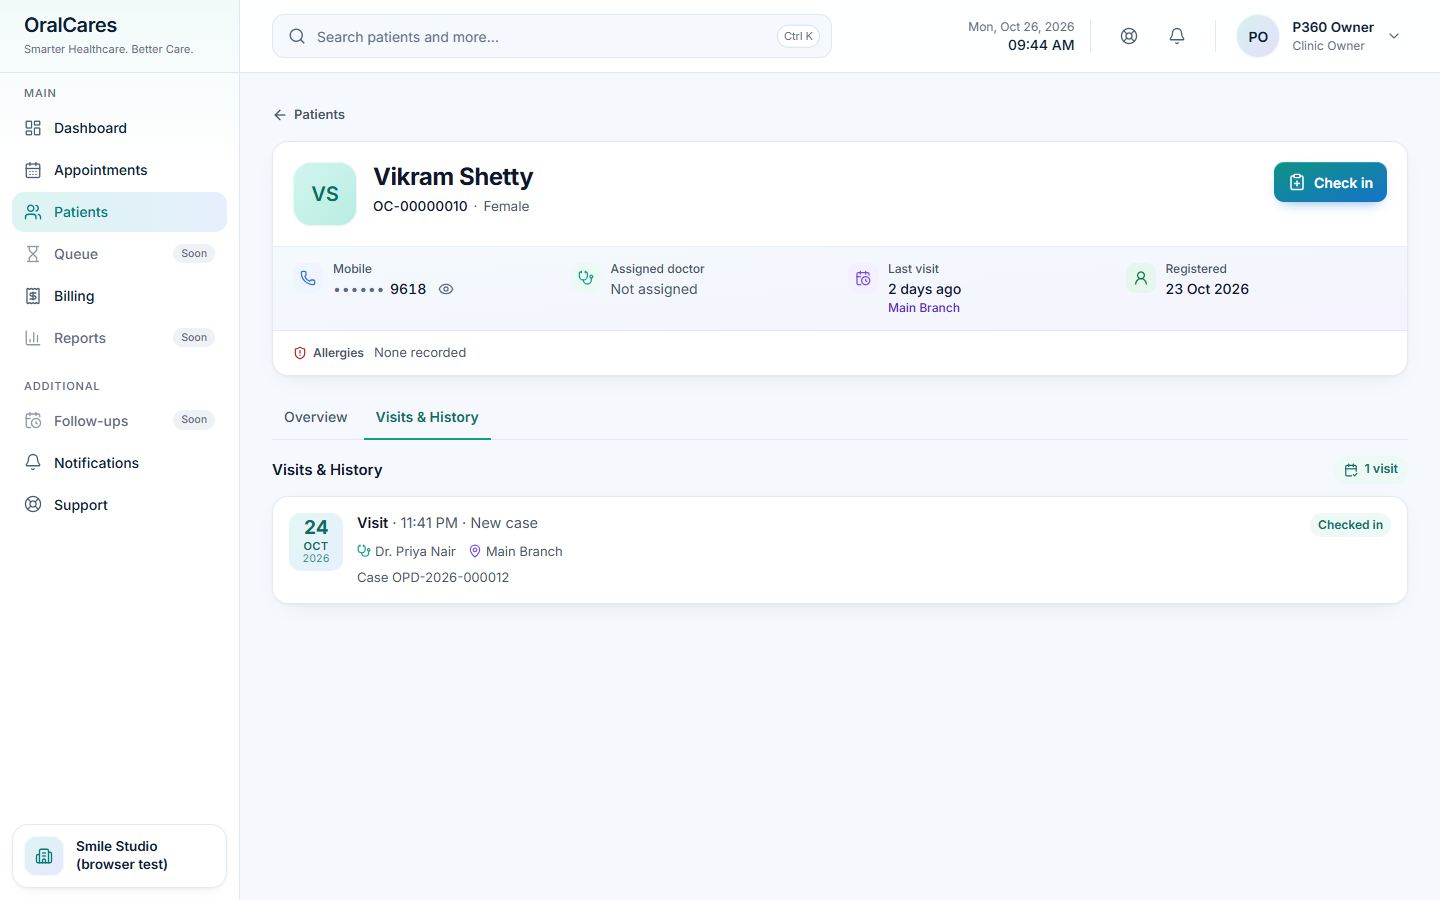 OralCares
Smarter Healthcare. Better Care.
Search patients and more...
Ctrl K
Mon, Oct 26, 2026
09:44 AM
PO
P360 Owner
Clinic Owner
MAIN
Dashboard
Appointments
Patients
Queue
Soon
Billing
Reports
Soon
ADDITIONAL
Follow-ups
Soon
Notifications
Support
Smile Studio
(browser test)
Patients
VS
Vikram Shetty
OC-00000010 · Female
Check in
Mobile
•••••• 9618
Assigned doctor
Not assigned
Last visit
2 days ago
Main Branch
Registered
23 Oct 2026
Allergies None recorded
Overview
Visits & History
Visits & History
1 visit
24
OCT
2026
Visit · 11:41 PM · New case
Dr. Priya Nair Main Branch
Case OPD-2026-000012
Checked in